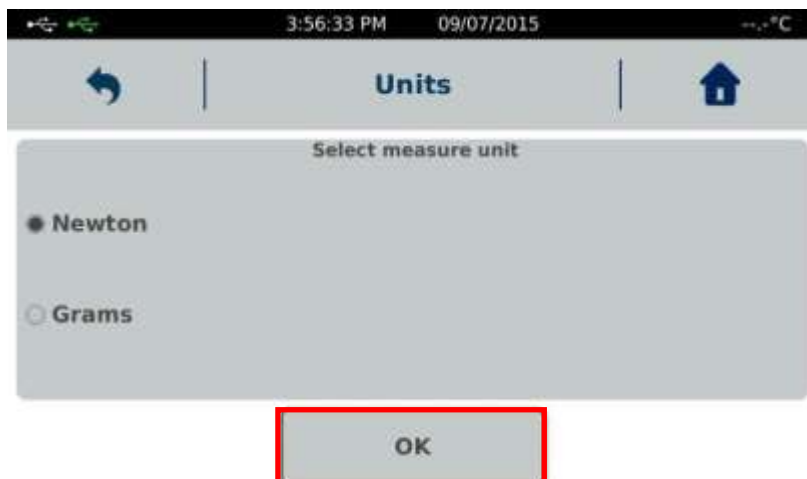 3:56:33 PM 09/07/2015 --.-°C
Units
Select measure unit
Newton
Grams
OK